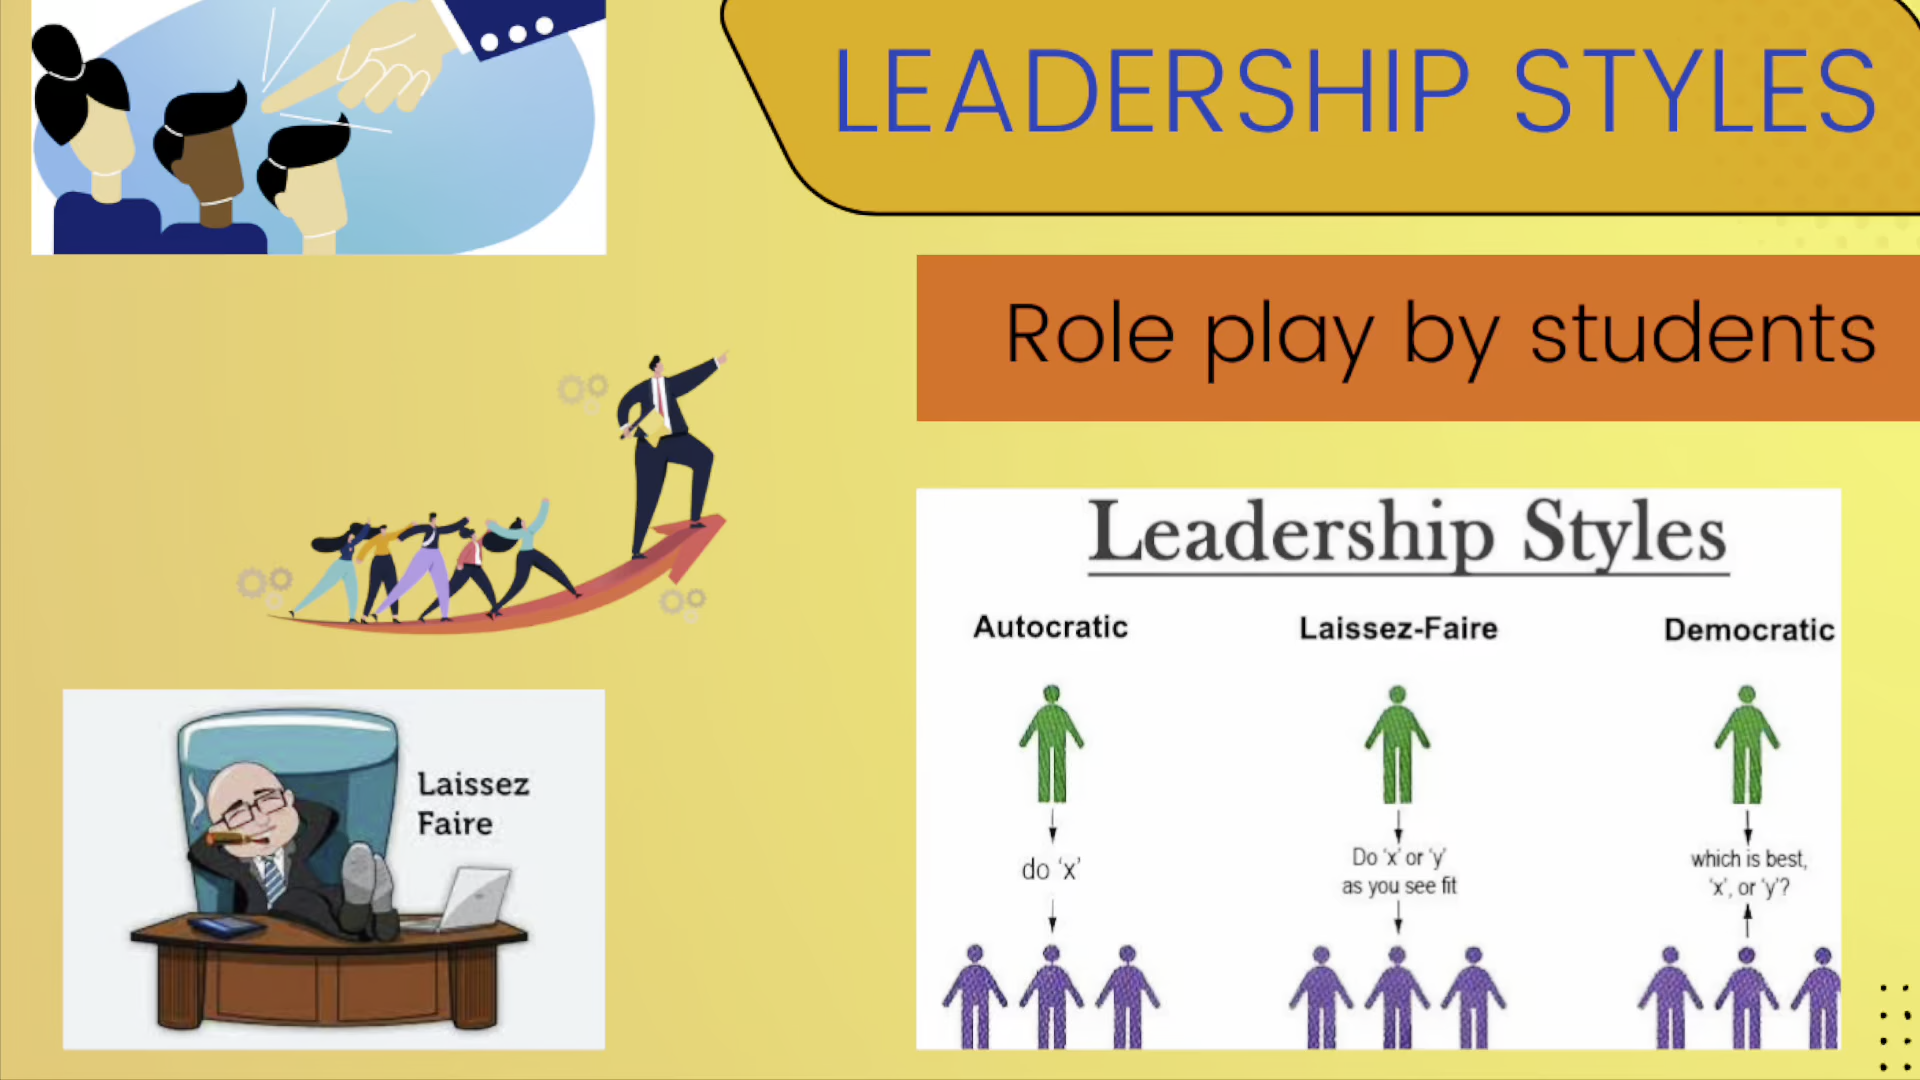 LEADERSHIP STYLES
Role play by students
Leadership Styles
Autocratic
Laissez-Faire
Democratic
do ‘x’
Do ‘x’ or ‘y’
as you see fit
which is best,
‘x’, or ‘y’?
Laissez
Faire